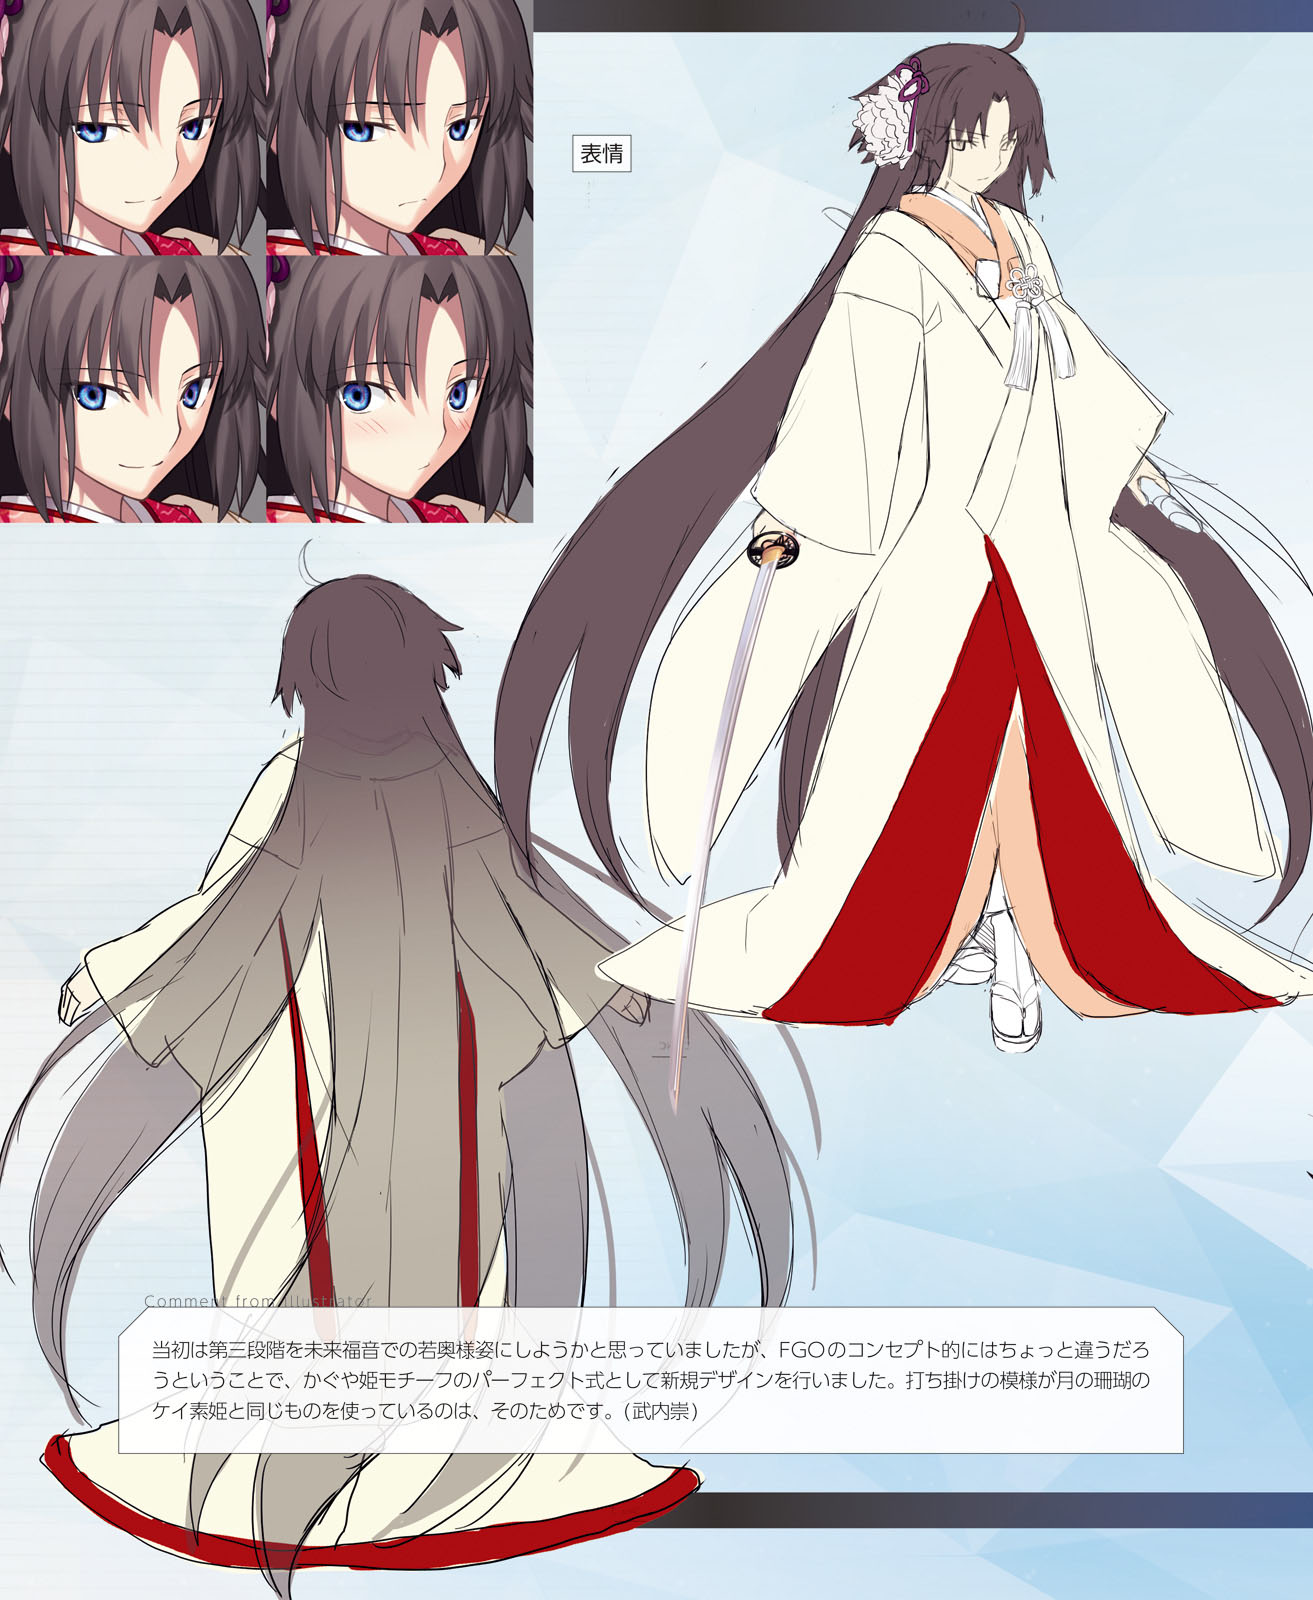 表情
Comment from illustrator
当初は第三段階を未来福音での若奥様姿にしようかと思っていましたが、FGOのコンセプト的にはちょっと違うだろ
うということで、かぐや姫モチーフのパーフェクト式として新規デザインを行いました。打ち掛けの模様が月の珊瑚の
ケイ素姫と同じものを使っているのは、そのためです。(武内崇)